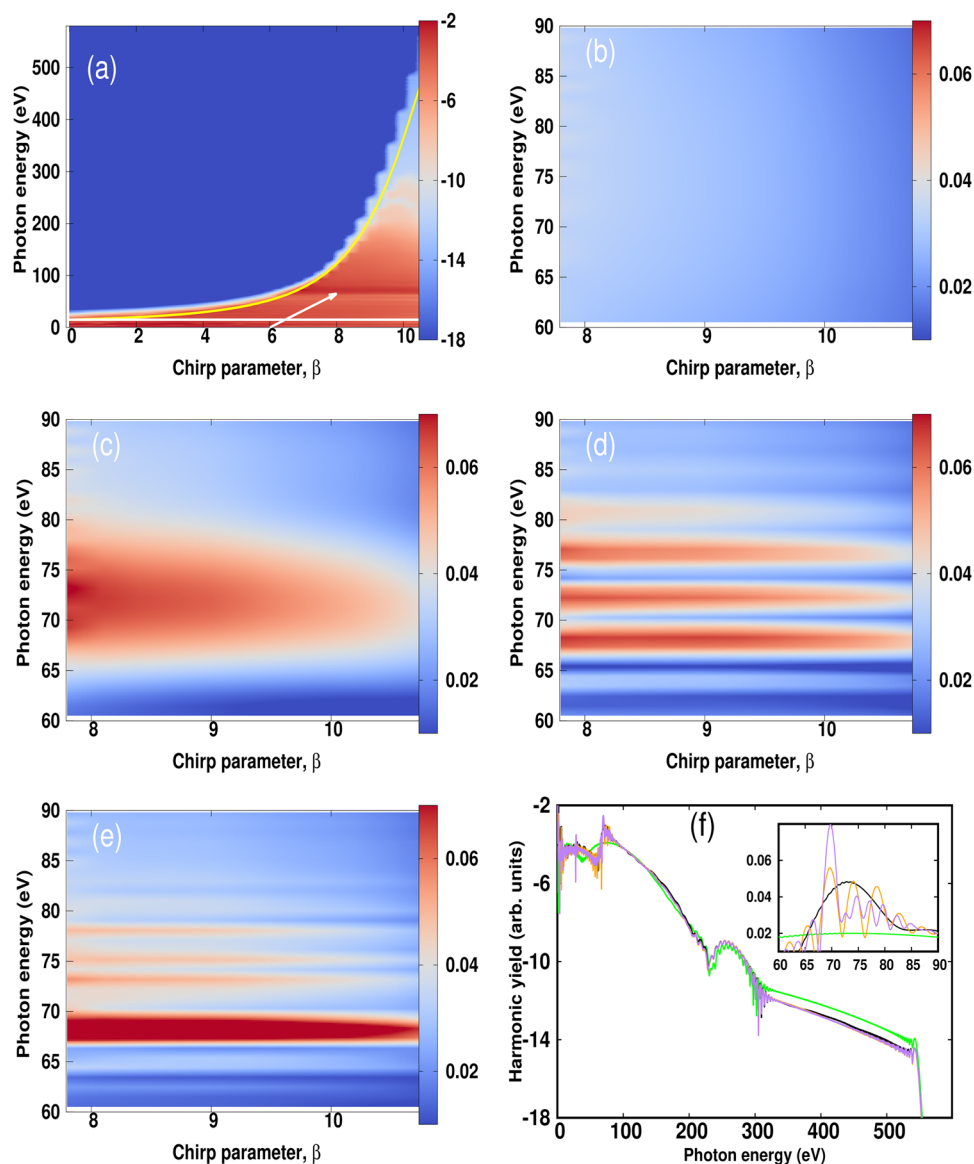 (a)
Photon energy (eV)
500
400
300
200
100
0
0 2 4 6 8 10
Chirp parameter, β
-2
-6
-10
-14
-18
(b)
Photon energy (eV)
90
85
80
75
70
65
60
8 9 10
Chirp parameter, β
0.06
0.04
0.02
(c)
Photon energy (eV)
90
85
80
75
70
65
60
8 9 10
Chirp parameter, β
0.06
0.04
0.02
(d)
Photon energy (eV)
90
85
80
75
70
65
60
8 9 10
Chirp parameter, β
0.06
0.04
0.02
(e)
Photon energy (eV)
90
85
80
75
70
65
60
8 9 10
Chirp parameter, β
0.06
0.04
0.02
(f)
Harmonic yield (arb. units)
-2
-6
-10
-14
-18
0 100 200 300 400 500
Photon energy (eV)
0.06
0.04
0.02
60 65 70 75 80 85 90